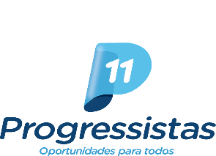 11
Progressistas
Oportunidades para todos